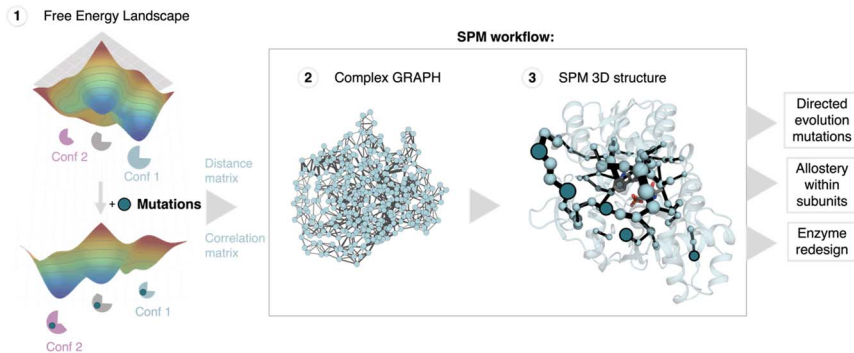 1 Free Energy Landscape
Conf 2
Conf 1
+ Mutations
Conf 1
Conf 2
Distance
matrix
Correlation
matrix
SPM workflow:
2 Complex GRAPH
3 SPM 3D structure
Directed
evolution
mutations
Allostery
within
subunits
Enzyme
redesign